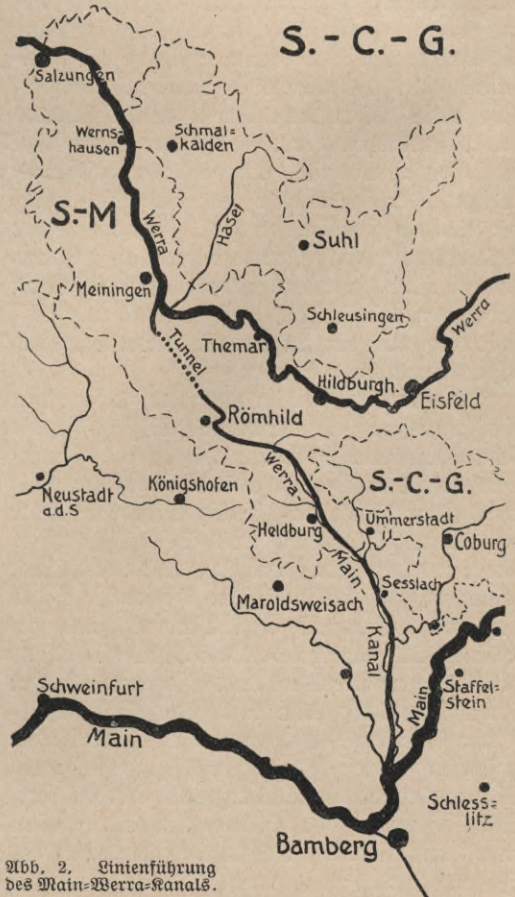 S.-C.-G.
Salzungen
Werns-
hausen
Schmal-
kalden
S.-M
Werra
Hasel
Suhl
Meiningen
Schleusingen
Werra
Themar
Tunnel
Hildburgh.
Eisfeld
Römhild
Werra
S.-C.-G.
Neustadt
a.d.S
Königshofen
Heldburg
Ummerstadt
Coburg
Main-
Sesslach
Maroldsweisach
Kanal
Schweinfurt
Main
Main
Staffel-
stein
Schless-
litz
Bamberg
Abb. 2. Linienführung
des Main-Werra-Kanals.